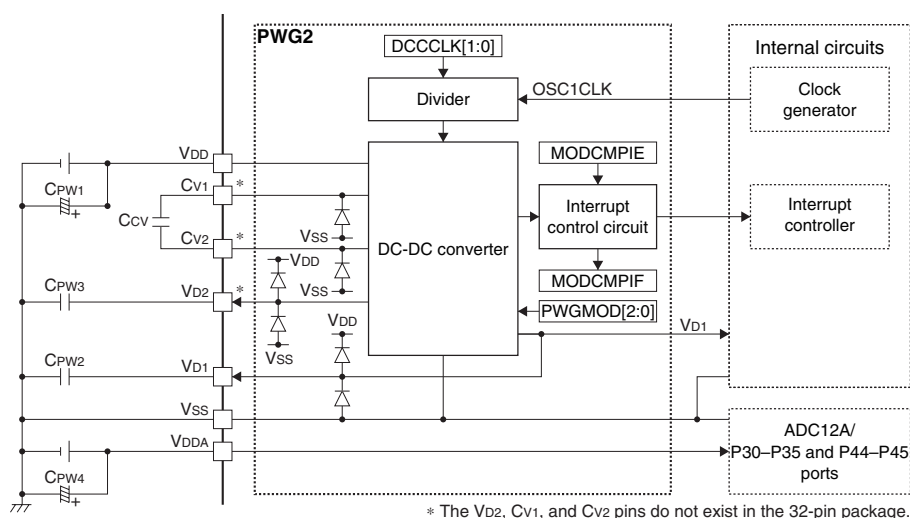 PWG2
DCCCLK[1:0]
Internal circuits
Divider
OSC1CLK
Clock
generator
VDD
MODCMPIE
CPW1
+
CV1
*
CCV
VSS
DC-DC converter
Interrupt
control circuit
Interrupt
controller
CV2
*
VDD
VSS
MODCMPIF
CPW3
VD2
*
PWGMOD[2:0]
VSS
VDD
VD1
CPW2
VD1
VSS
VDDA
ADC12A/
P30–P35 and P44–P45
ports
CPW4
+
* The VD2, CV1, and CV2 pins do not exist in the 32-pin package.